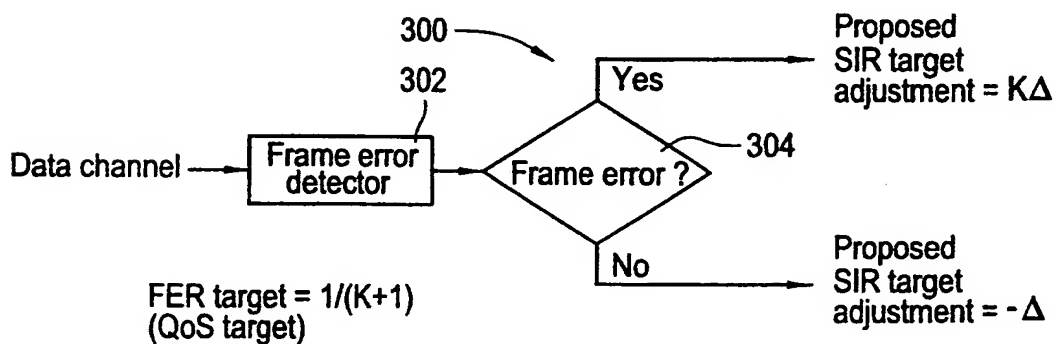 300
302
Data channel
Frame error
detector
Frame error ?
304
Yes
Proposed
SIR target
adjustment = KΔ
No
Proposed
SIR target
adjustment = -Δ
FER target = 1/(K+1)
(QoS target)